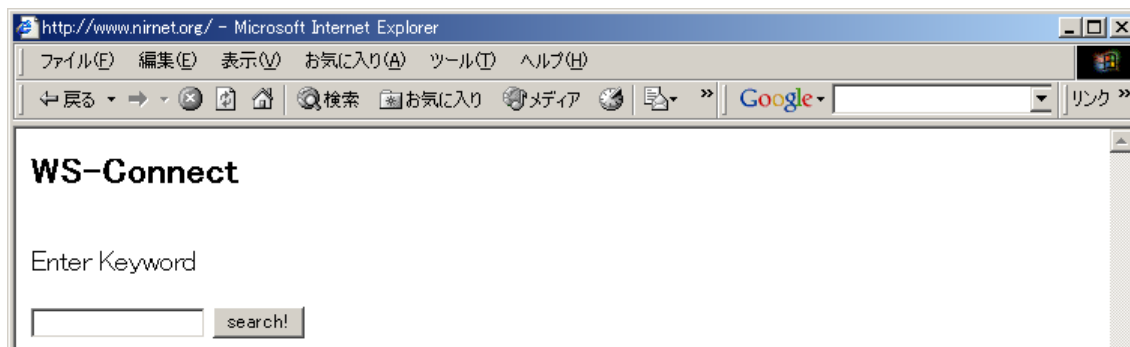 http://www.nirnet.org/ - Microsoft Internet Explorer
ファイル(F) 編集(E) 表示(V) お気に入り(A) ツール(T) ヘルプ(H)
戻る 検索 お気に入り メディア » Google リンク »
WS-Connect
Enter Keyword
search!